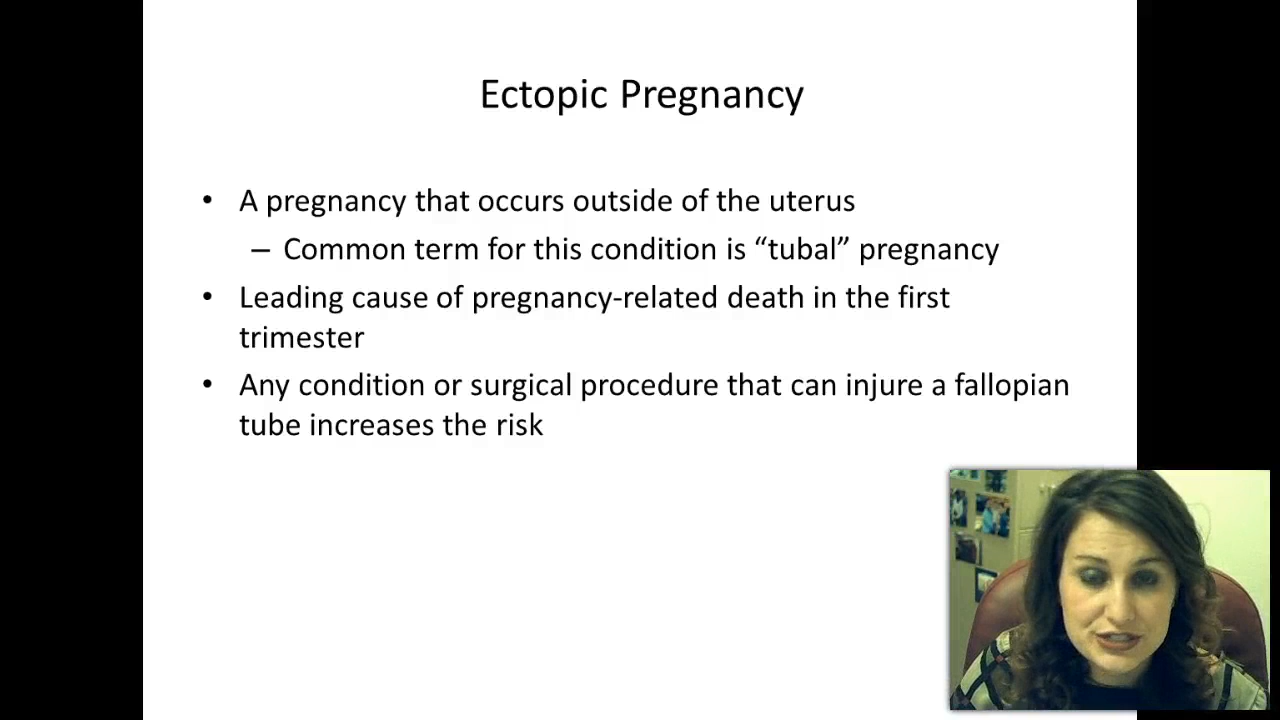 Ectopic Pregnancy
• A pregnancy that occurs outside of the uterus
– Common term for this condition is “tubal” pregnancy
• Leading cause of pregnancy-related death in the first
trimester
• Any condition or surgical procedure that can injure a fallopian
tube increases the risk